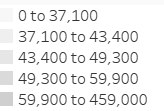 0 to 37,100
37,100 to 43,400
43,400 to 49,300
49,300 to 59,900
59,900 to 459,000